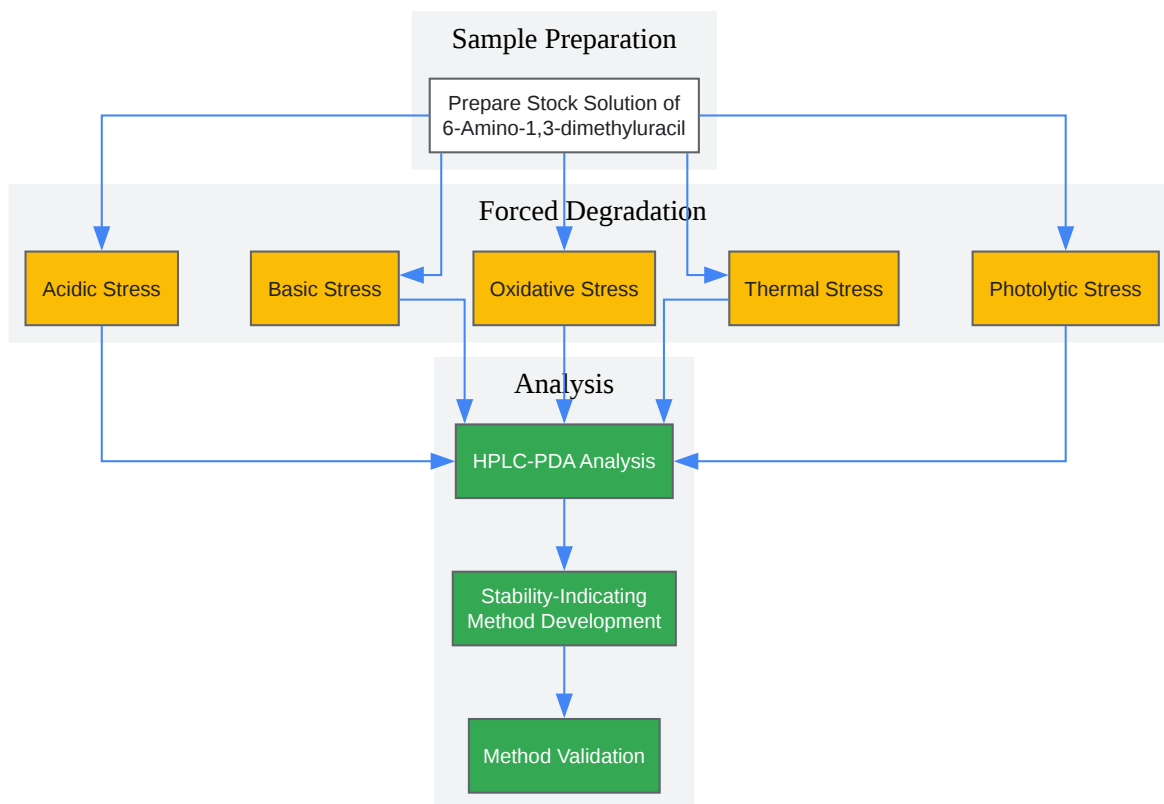 Sample Preparation
Prepare Stock Solution of
6-Amino-1,3-dimethyluracil
Forced Degradation
Acidic Stress
Basic Stress
Oxidative Stress
Thermal Stress
Photolytic Stress
Analysis
HPLC-PDA Analysis
Stability-Indicating
Method Development
Method Validation